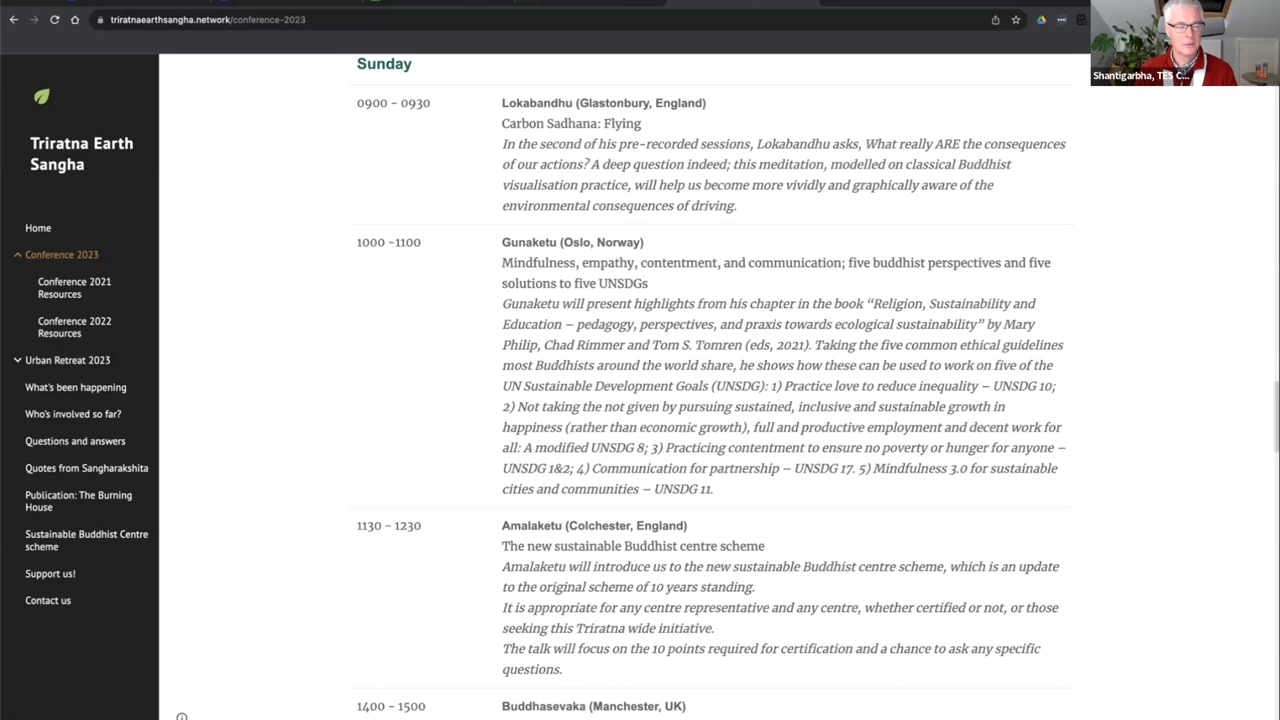 triratnaearthsangha.network/conference-2023
Shantigarbha, TES C...
Triratna Earth
Sangha
Home
Conference 2023
Conference 2021
Resources
Conference 2022
Resources
Urban Retreat 2023
What's been happening
Who's involved so far?
Questions and answers
Quotes from Sangharakshita
Publication: The Burning
House
Sustainable Buddhist Centre
scheme
Support us!
Contact us
Sunday
0900 - 0930
Lokabandhu (Glastonbury, England)
Carbon Sadhana: Flying
In the second of his pre-recorded sessions, Lokabandhu asks, What really ARE the consequences
of our actions? A deep question indeed; this meditation, modelled on classical Buddhist
visualisation practice, will help us become more vividly and graphically aware of the
environmental consequences of driving.
1000 -1100
Gunaketu (Oslo, Norway)
Mindfulness, empathy, contentment, and communication; five buddhist perspectives and five
solutions to five UNSDGs
Gunaketu will present highlights from his chapter in the book “Religion, Sustainability and
Education – pedagogy, perspectives, and praxis towards ecological sustainability” by Mary
Philip, Chad Rimmer and Tom S. Tomren (eds, 2021). Taking the five common ethical guidelines
most Buddhists around the world share, he shows how these can be used to work on five of the
UN Sustainable Development Goals (UNSDG): 1) Practice love to reduce inequality – UNSDG 10;
2) Not taking the not given by pursuing sustained, inclusive and sustainable growth in
happiness (rather than economic growth), full and productive employment and decent work for
all: A modified UNSDG 8; 3) Practicing contentment to ensure no poverty or hunger for anyone –
UNSDG 1&2; 4) Communication for partnership – UNSDG 17. 5) Mindfulness 3.0 for sustainable
cities and communities – UNSDG 11.
1130 - 1230
Amalaketu (Colchester, England)
The new sustainable Buddhist centre scheme
Amalaketu will introduce us to the new sustainable Buddhist centre scheme, which is an update
to the original scheme of 10 years standing.
It is appropriate for any centre representative and any centre, whether certified or not, or those
seeking this Triratna wide initiative.
The talk will focus on the 10 points required for certification and a chance to ask any specific
questions.
1400 - 1500
Buddhasevaka (Manchester, UK)